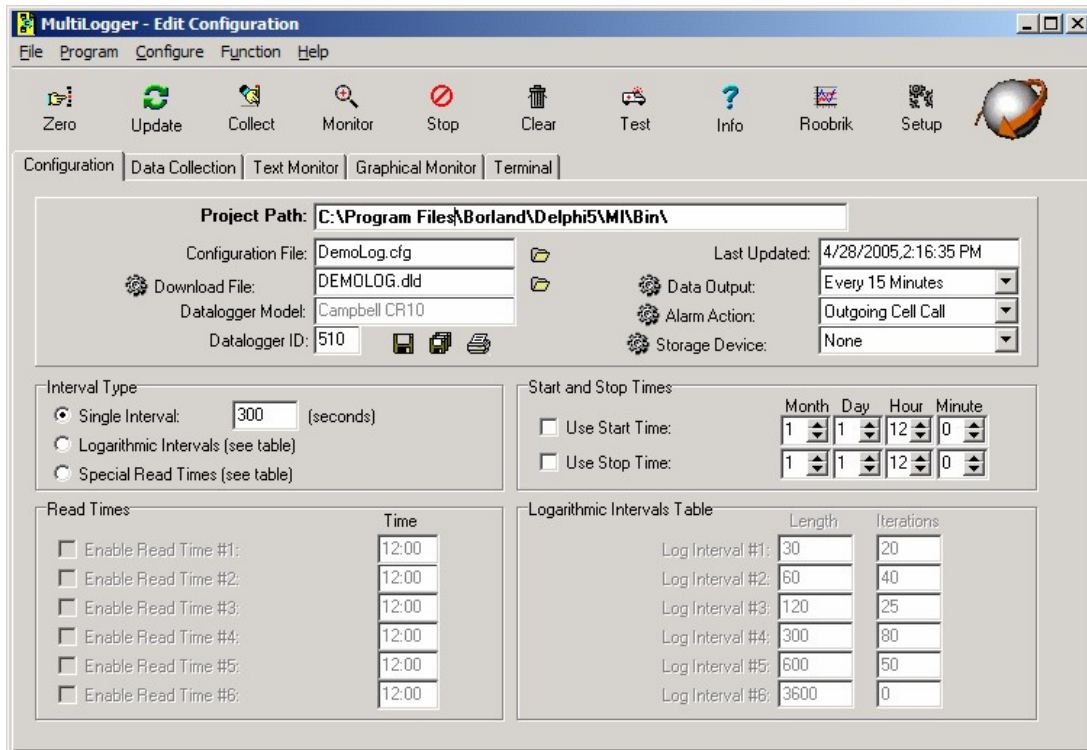 MultiLogger - Edit Configuration
File Program Configure Function Help
Zero Update Collect Monitor Stop Clear Test Info Roobrik Setup
Configuration Data Collection Text Monitor Graphical Monitor Terminal
Project Path: C:\Program Files\Borland\Delphi5\MI\Bin\
Configuration File: DemoLog.cfg Last Updated: 4/28/2005,2:16:35 PM
Download File: DEMOLOG.dld Data Output: Every 15 Minutes
Datalogger Model: Campbell CR10 Alarm Action: Outgoing Cell Call
Datalogger ID: 510 Storage Device: None
Interval Type
Single Interval: 300 (seconds)
Logarithmic Intervals (see table)
Special Read Times (see table)
Start and Stop Times
Month Day Hour Minute
Use Start Time: 1 1 12 0
Use Stop Time: 1 1 12 0
Read Times
Time
Enable Read Time #1: 12:00
Enable Read Time #2: 12:00
Enable Read Time #3: 12:00
Enable Read Time #4: 12:00
Enable Read Time #5: 12:00
Enable Read Time #6: 12:00
Logarithmic Intervals Table
Length Iterations
Log Interval #1: 30 20
Log Interval #2: 60 40
Log Interval #3: 120 25
Log Interval #4: 300 80
Log Interval #5: 600 50
Log Interval #6: 3600 0